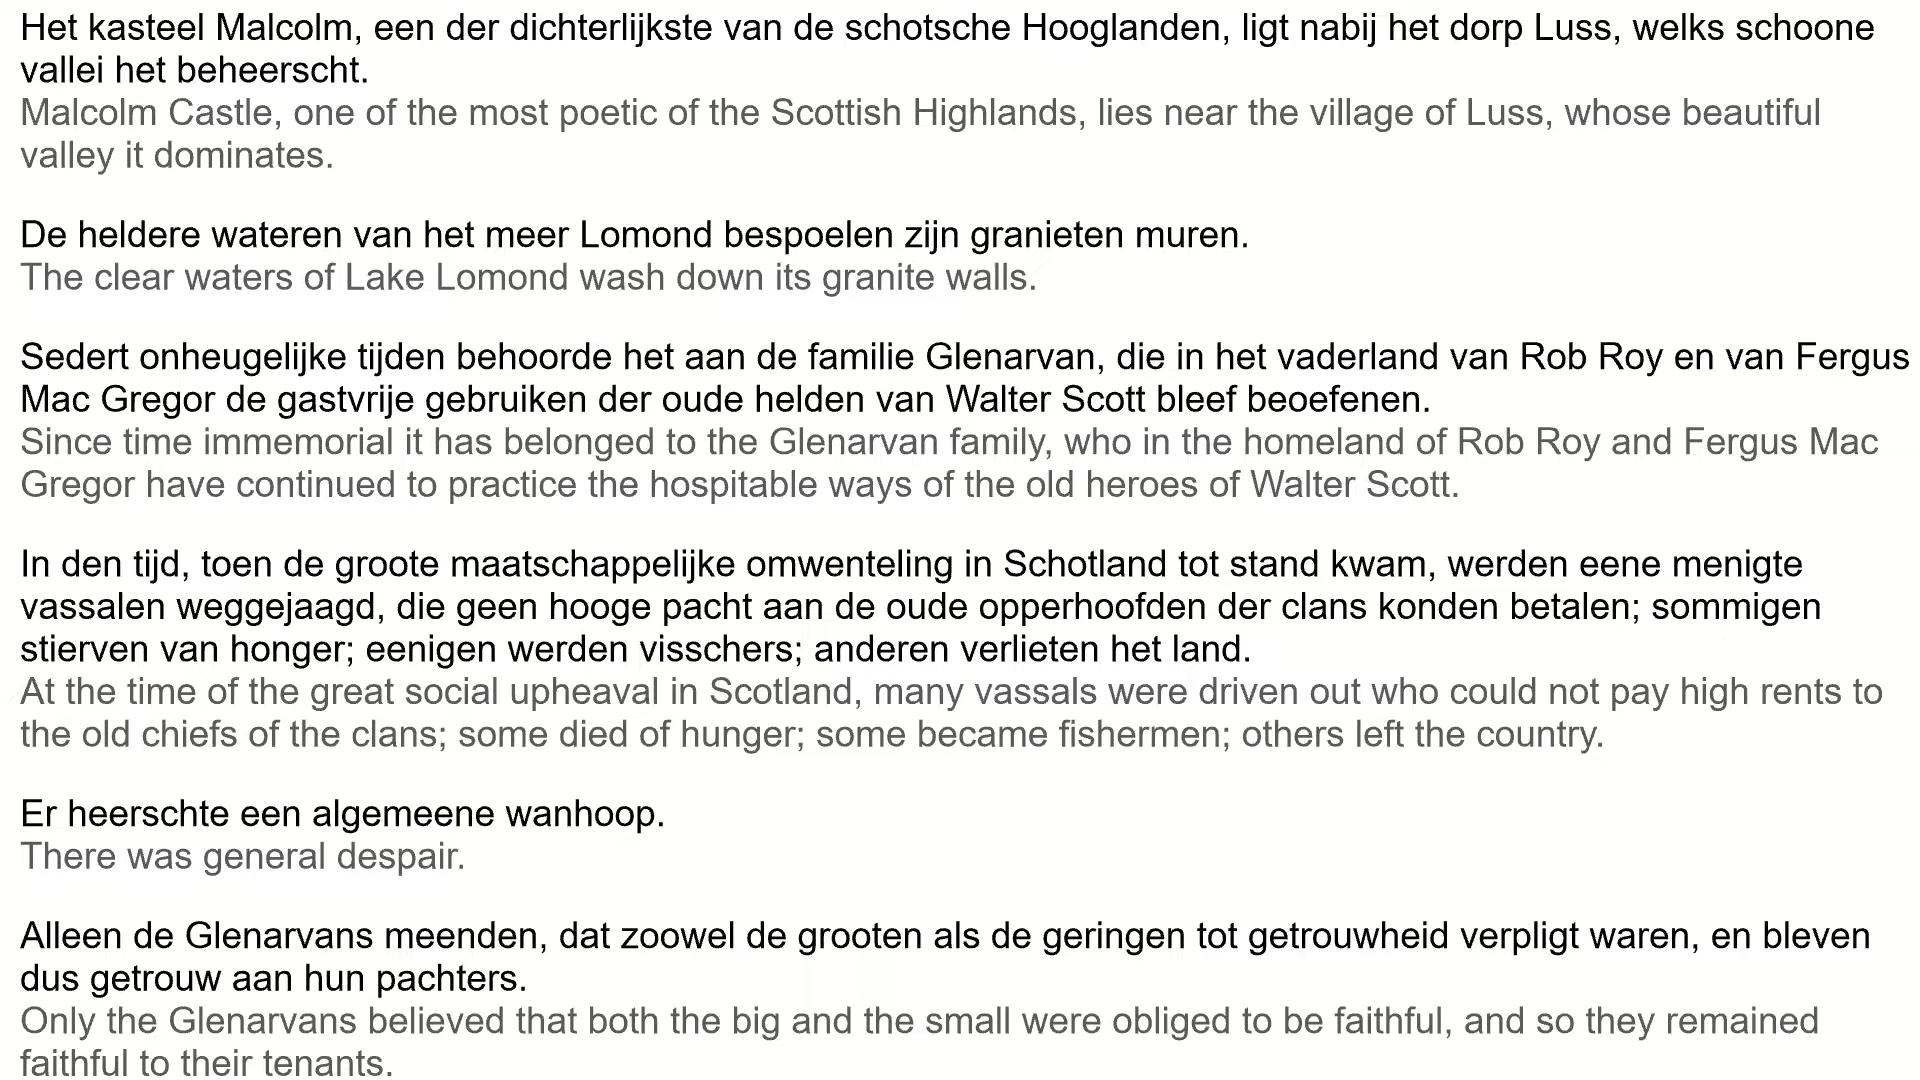 Het kasteel Malcolm, een der dichterlijkste van de schotsche Hooglanden, ligt nabij het dorp Luss, welks schoone
vallei het beheerscht.
Malcolm Castle, one of the most poetic of the Scottish Highlands, lies near the village of Luss, whose beautiful
valley it dominates.
De heldere wateren van het meer Lomond bespoelen zijn granieten muren.
The clear waters of Lake Lomond wash down its granite walls.
Sedert onheugelijke tijden behoorde het aan de familie Glenarvan, die in het vaderland van Rob Roy en van Fergus
Mac Gregor de gastvrije gebruiken der oude helden van Walter Scott bleef beoefenen.
Since time immemorial it has belonged to the Glenarvan family, who in the homeland of Rob Roy and Fergus Mac
Gregor have continued to practice the hospitable ways of the old heroes of Walter Scott.
In den tijd, toen de groote maatschappelijke omwenteling in Schotland tot stand kwam, werden eene menigte
vassalen weggejaagd, die geen hooge pacht aan de oude opperhoofden der clans konden betalen; sommigen
stierven van honger; eenigen werden visschers; anderen verlieten het land.
At the time of the great social upheaval in Scotland, many vassals were driven out who could not pay high rents to
the old chiefs of the clans; some died of hunger; some became fishermen; others left the country.
Er heerschte een algemeene wanhoop.
There was general despair.
Alleen de Glenarvans meenden, dat zoowel de grooten als de geringen tot getrouwheid verpligt waren, en bleven
dus getrouw aan hun pachters.
Only the Glenarvans believed that both the big and the small were obliged to be faithful, and so they remained
faithful to their tenants.